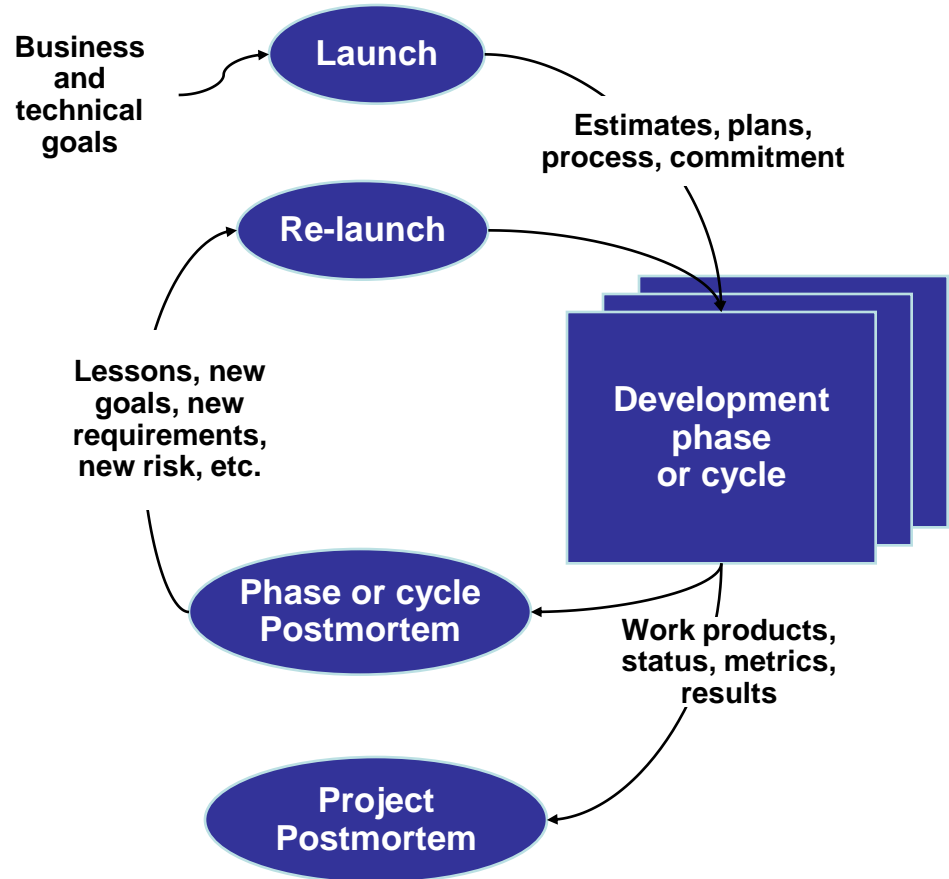 Business
and
technical
goals
Launch
Estimates, plans,
process, commitment
Re-launch
Lessons, new
goals, new
requirements,
new risk, etc.
Development
phase
or cycle
Phase or cycle
Postmortem
Work products,
status, metrics,
results
Project
Postmortem